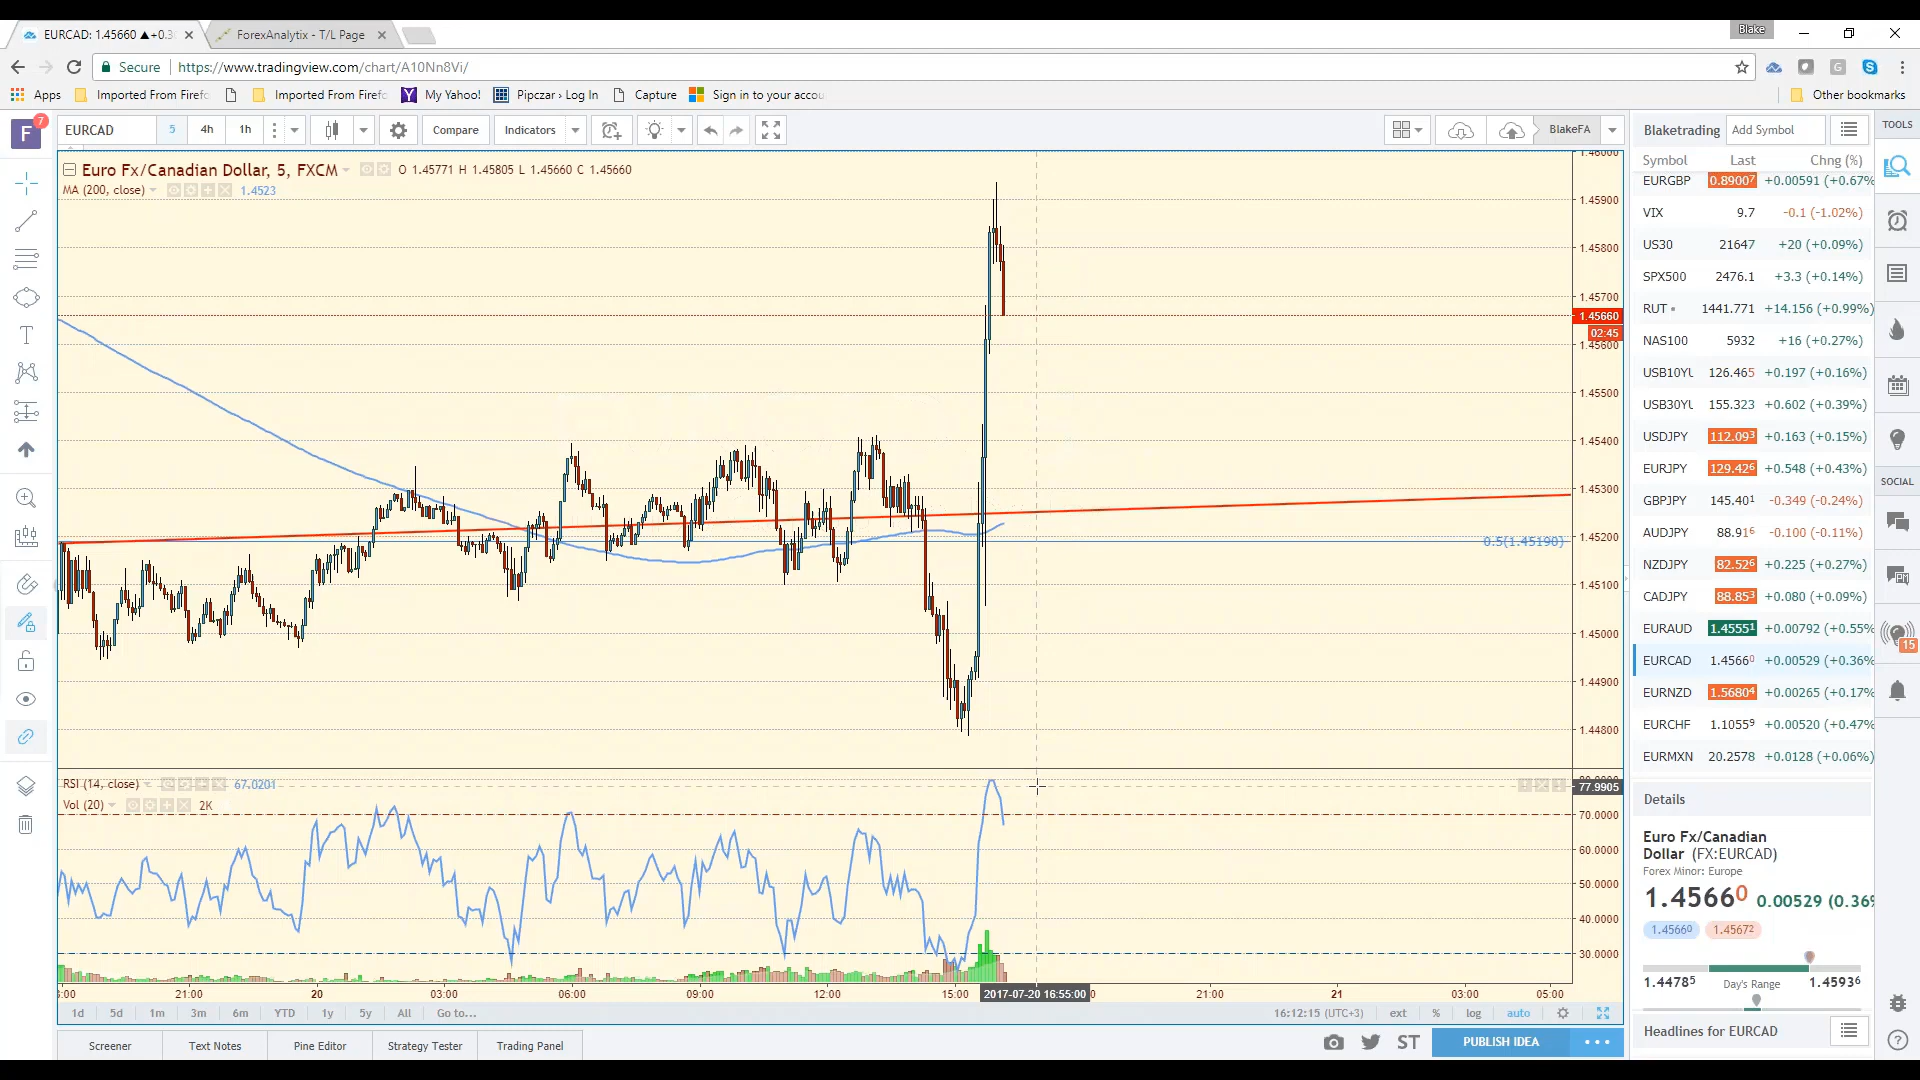 EURCAD: 1.45660 ▲+0.3
ForexAnalytix - T/L Page
Blake
Secure
https://www.tradingview.com/chart/A10Nn8Vi/
Apps
Imported From Firef
Imported From Firef
My Yahoo!
Pipczar › Log In
Capture
Sign in to your accou
Other bookmarks
F 7
EURCAD
5
4h
1h
Compare
Indicators
BlakeFA
Blaketrading
Add Symbol
TOOLS
Euro Fx/Canadian Dollar, 5, FXCM
O 1.45771 H 1.45805 L 1.45660 C 1.45660
MA (200, close)
1.4523
1.46000
1.45900
1.45800
1.45700
1.45660
02:45
1.45600
1.45500
1.45400
1.45300
1.45200
0.5(1.45190)
1.45100
1.45000
1.44900
1.44800
RSI (14, close)
67.0201
Vol (20)
2K
77.9905
70.0000
60.0000
50.0000
40.0000
30.0000
21:00
20
03:00
06:00
09:00
12:00
15:00
2017-07-20 16:55:00
21:00
21
03:00
05:00
1d
5d
1m
3m
6m
YTD
1y
5y
All
Go to...
16:12:15 (UTC+3)
ext
%
log
auto
Screener
Text Notes
Pine Editor
Strategy Tester
Trading Panel
ST
PUBLISH IDEA
Symbol Last Chng (%)
EURGBP 0.89007 +0.00591 (+0.67%
VIX 9.7 -0.1 (-1.02%)
US30 21647 +20 (+0.09%)
SPX500 2476.1 +3.3 (+0.14%)
RUT 1441.771 +14.156 (+0.99%)
NAS100 5932 +16 (+0.27%)
USB10YU 126.465 +0.197 (+0.16%)
USB30YU 155.323 +0.602 (+0.39%)
USDJPY 112.093 +0.163 (+0.15%)
EURJPY 129.426 +0.548 (+0.43%)
GBPJPY 145.401 -0.349 (-0.24%)
AUDJPY 88.916 -0.100 (-0.11%)
NZDJPY 82.526 +0.225 (+0.27%)
CADJPY 88.853 +0.080 (+0.09%)
EURAUD 1.45551 +0.00792 (+0.55%
EURCAD 1.45660 +0.00529 (+0.36%
EURNZD 1.56804 +0.00265 (+0.17%
EURCHF 1.10559 +0.00520 (+0.47%
EURMXN 20.2578 +0.0128 (+0.06%)
SOCIAL
15
Details
Euro Fx/Canadian
Dollar (FX:EURCAD)
Forex Minor: Europe
1.45660 0.00529 (0.36%
1.45660 1.45672
1.44785 Day's Range 1.45936
Headlines for EURCAD